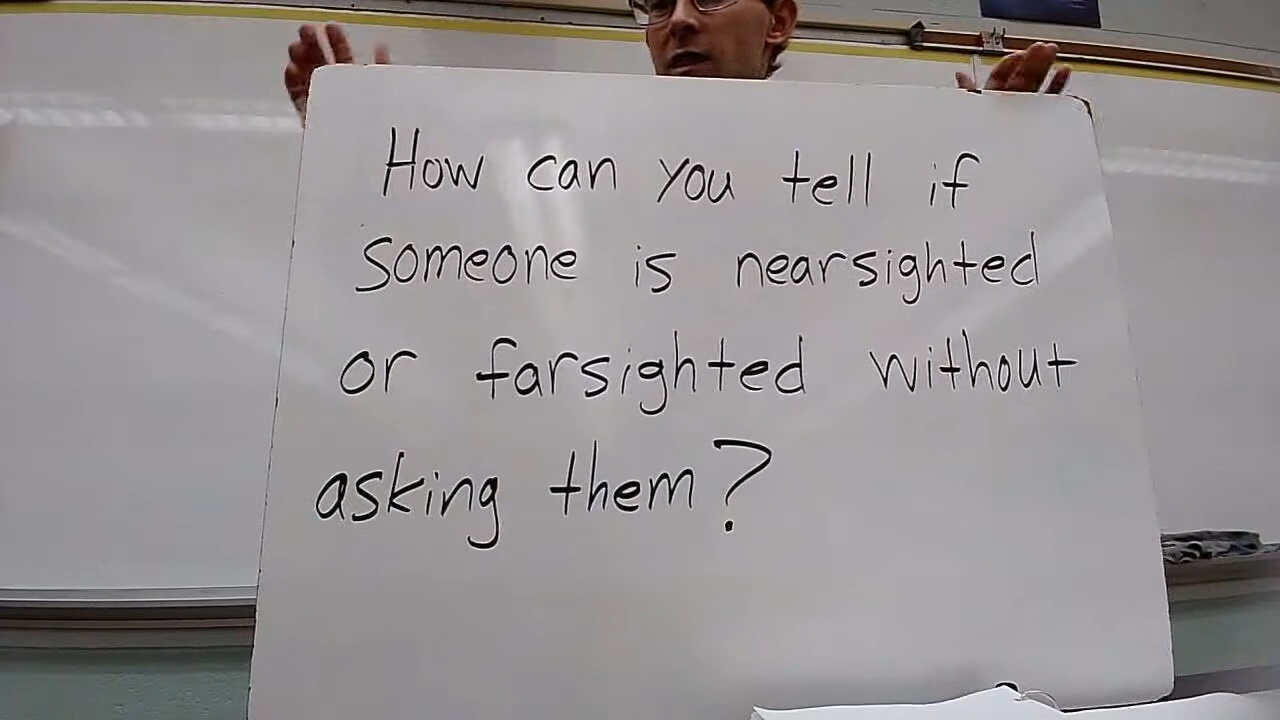 How can you tell if
someone is nearsighted
or farsighted without
asking them?